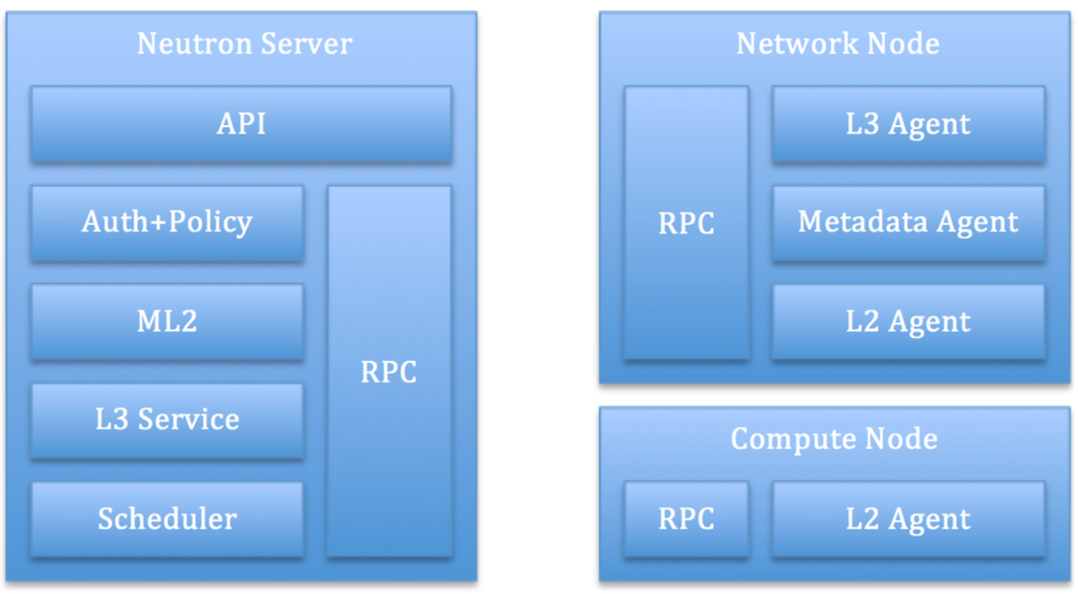 Neutron Server
API
Auth+Policy
ML2
L3 Service
Scheduler
RPC
Network Node
RPC
L3 Agent
Metadata Agent
L2 Agent
Compute Node
RPC
L2 Agent